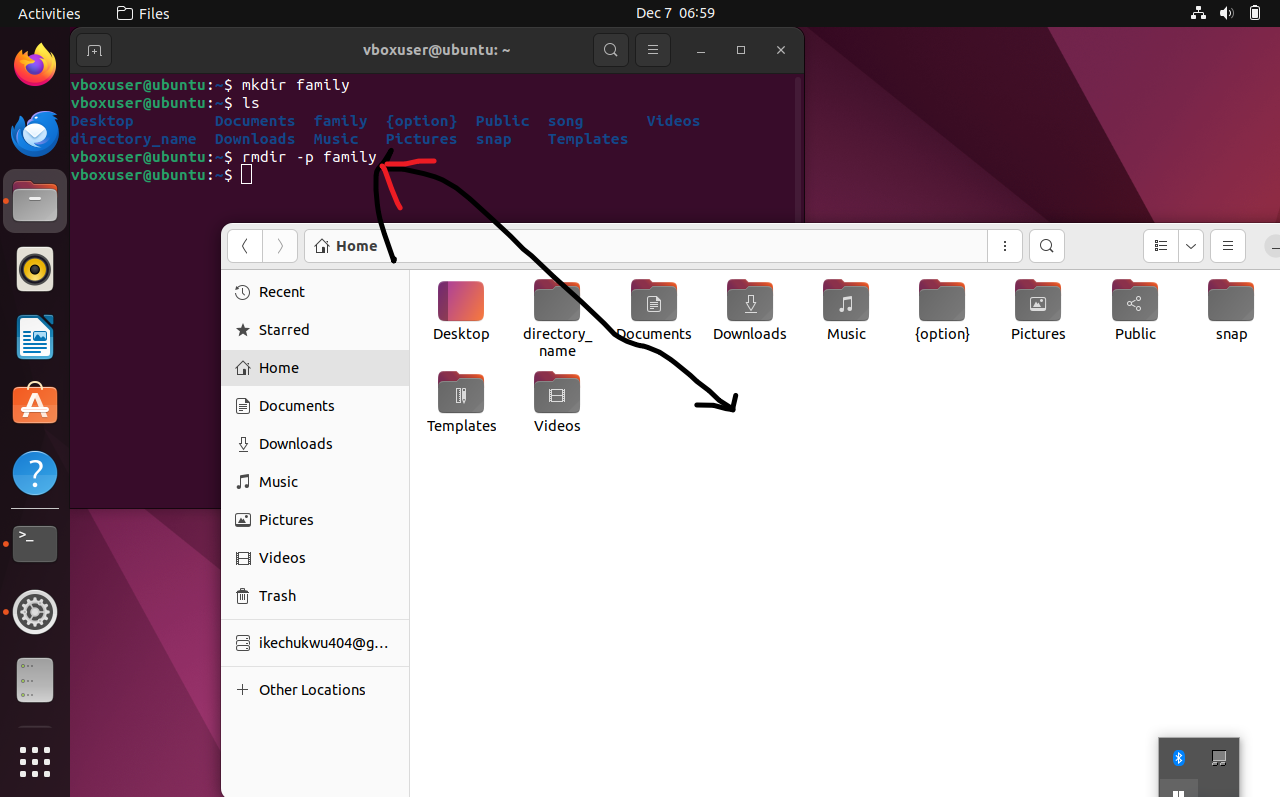 Activities Files Dec 7 06:59
vboxuser@ubuntu: ~
vboxuser@ubuntu:~$ mkdir family
vboxuser@ubuntu:~$ ls
Desktop Documents family {option} Public song Videos
directory_name Downloads Music Pictures snap Templates
vboxuser@ubuntu:~$ rmdir -p family
vboxuser@ubuntu:~$
Home
Recent
Starred
Home
Documents
Downloads
Music
Pictures
Videos
Trash
ikechukwu404@g...
Other Locations
Desktop directory_ Documents Downloads Music {option} Pictures Public snap
name
Templates Videos